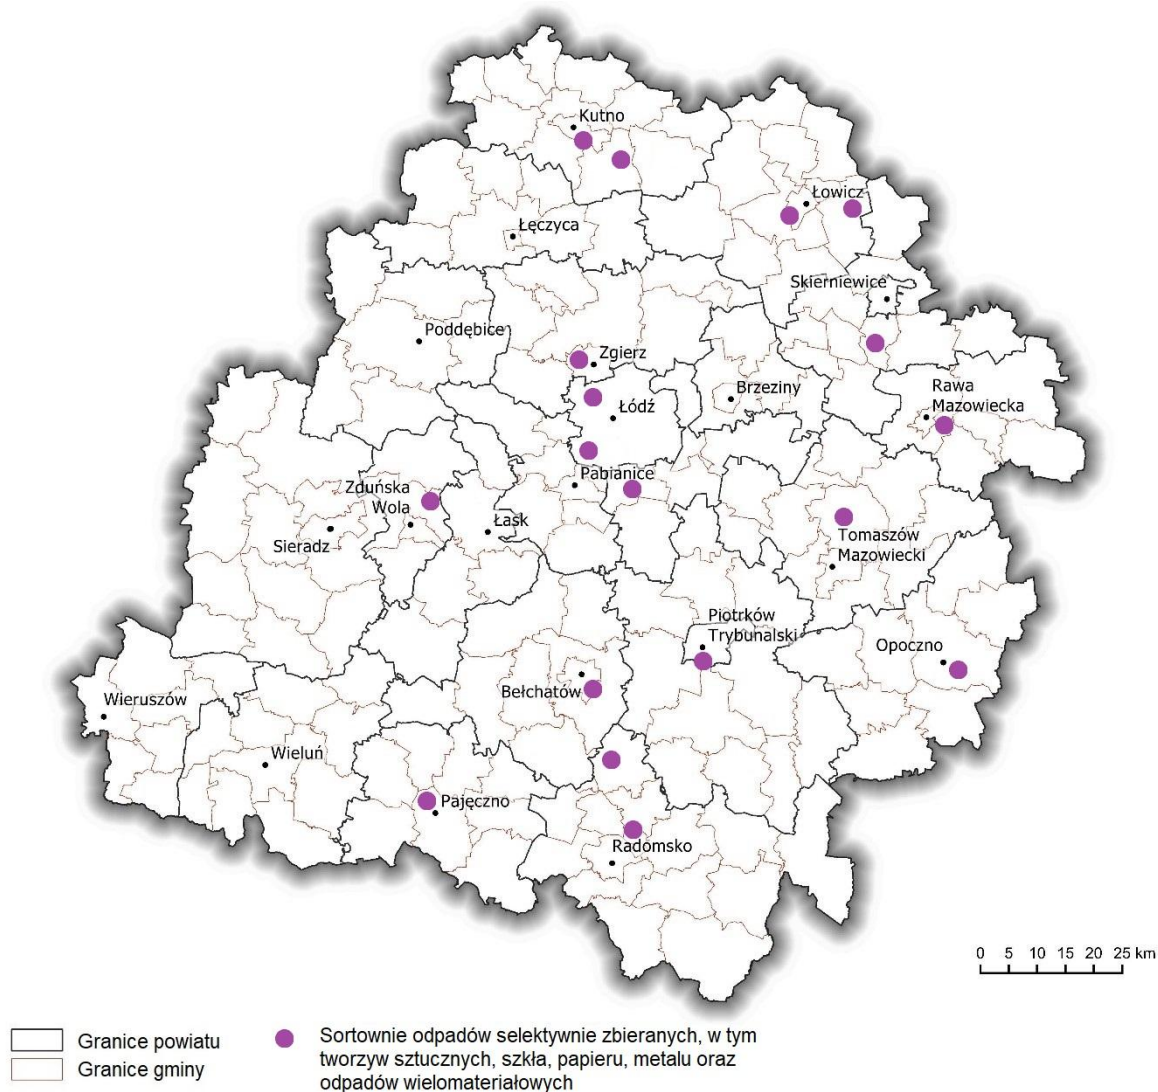 Kutno
Łowicz
Łęczyca
Skierniewice
Poddębice
Zgierz
Brzeziny
Rawa
Mazowiecka
Łódź
Pabianice
Zduńska
Wola
Łask
Sieradz
Tomaszów
Mazowiecki
Piotrków
Trybunalski
Opoczno
Bełchatów
Wieruszów
Wieluń
Pajęczno
Radomsko
0 5 10 15 20 25 km
Granice powiatu
Granice gminy
Sortownie odpadów selektywnie zbieranych, w tym
tworzyw sztucznych, szkła, papieru, metalu oraz
odpadów wielomateriałowych